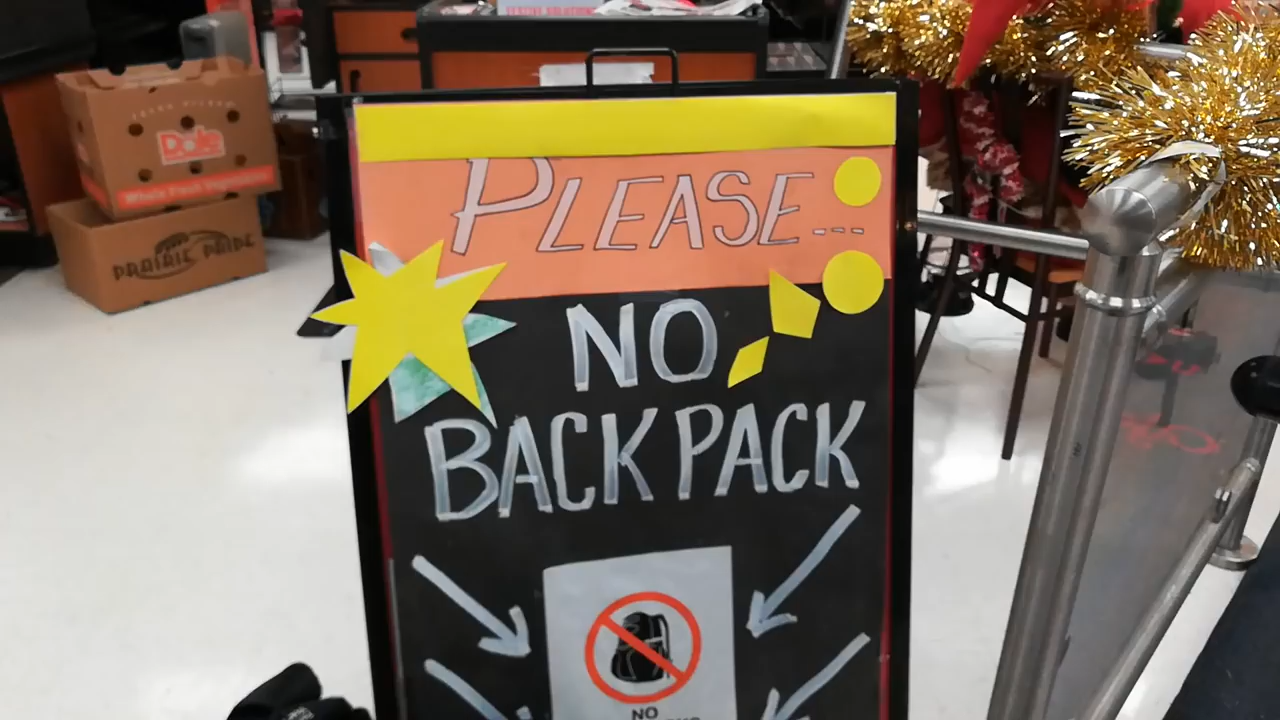 Dole
PRAIRIE PRIDE
PLEASE...
NO
BACKPACK
NO